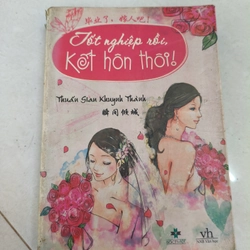 毕业了，嫁人吧！
Tốt nghiệp rồi,
Kết hôn thôi!
Thuấn Gian Khuynh Thành
瞬间倾城
vh